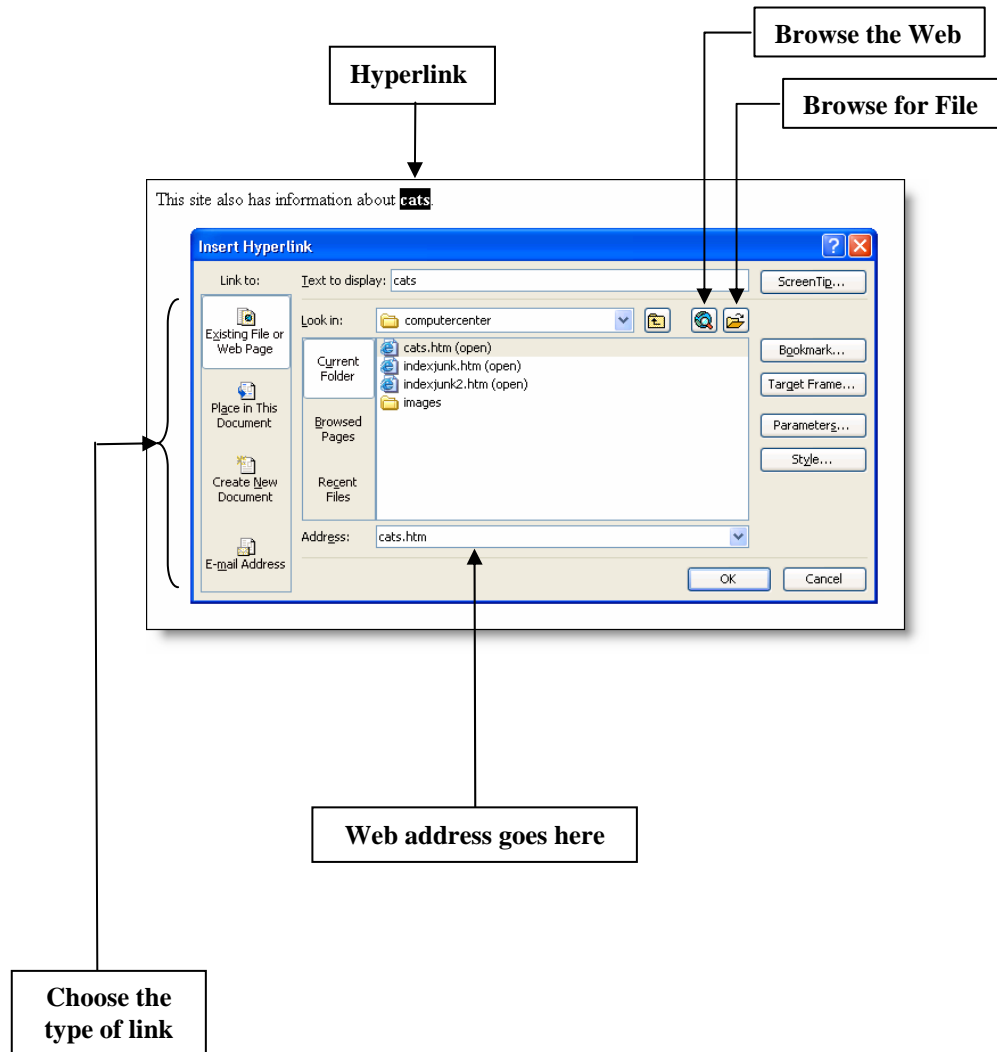 Browse the Web
Hyperlink
Browse for File
This site also has information about cats.
Insert Hyperlink
Link to:
Text to display: cats
ScreenTip...
Existing File or
Web Page
Look in:
computercenter
Current
Folder
cats.htm (open)
indexjunk.htm (open)
indexjunk2.htm (open)
images
Bookmark...
Target Frame...
Place in This
Document
Browsed
Pages
Parameters...
Style...
Create New
Document
Recent
Files
Address:
cats.htm
E-mail Address
OK
Cancel
Web address goes here
Choose the
type of link